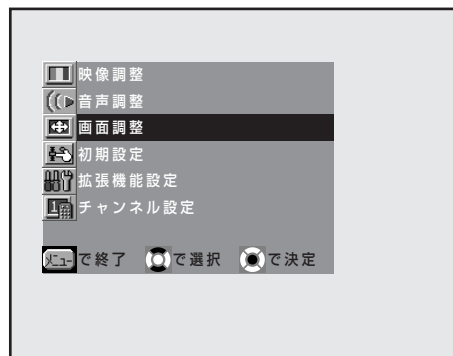 映像調整
音声調整
画面調整
初期設定
拡張機能設定
1 チャンネル設定
メニューで終了 で選択 で決定